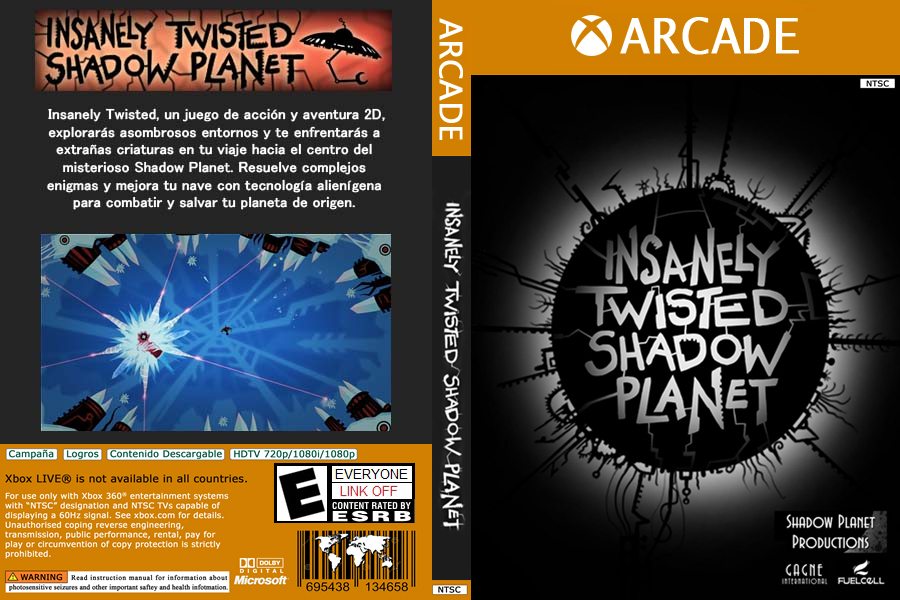 INSANELY TWISTED
SHADOW PLANET
Insanely Twisted, un juego de acción y aventura 2D,
explorarás asombrosos entornos y te enfrentarás a
extrañas criaturas en tu viaje hacia el centro del
misterioso Shadow Planet. Resuelve complejos
enigmas y mejora tu nave con tecnología alienígena
para combatir y salvar tu planeta de origen.
Campaña Logros Contenido Descargable HDTV 720p/1080i/1080p
Xbox LIVE® is not available in all countries.
For use only with Xbox 360® entertainment systems
with "NTSC" designation and NTSC TVs capable of
displaying a 60Hz signal. See xbox.com for details.
Unauthorised coping reverse engineering,
transmission, public performance, rental, pay for
play or circumvention of copy protection is strictly
prohibited.
WARNING Read instruction manual for information about
photosensitive seizures and other important saftey and health infotmation.
E
EVERYONE
LINK OFF
CONTENT RATED BY
ESRB
DOLBY
DIGITAL
Microsoft®
695438 134658
ARCADE
INSANELY TWISTED SHADOW PLANET
NTSC
ARCADE
NTSC
INSANELY
TWISTED
SHADOW
PLANET
SHADOW PLANET
PRODUCTIONS
GAGNE
INTERNATIONAL
FUELCELL